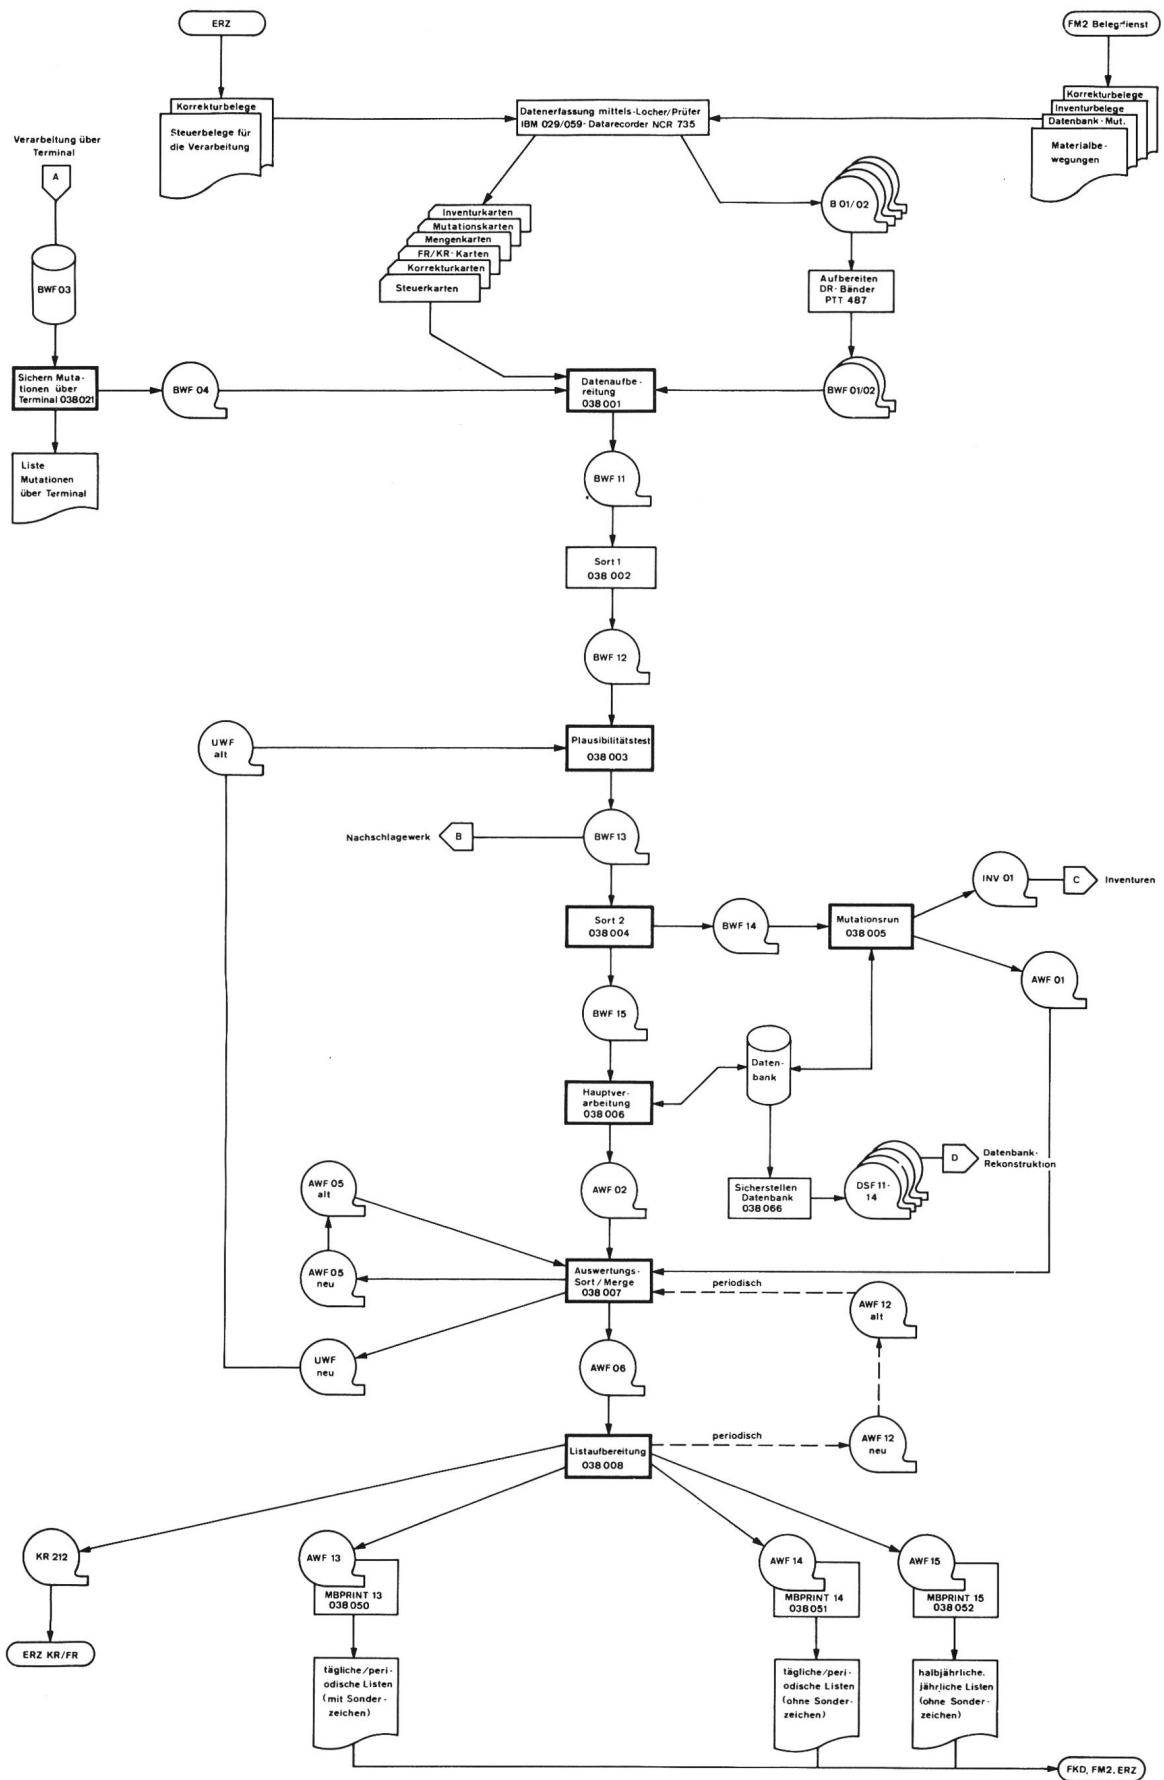 ERZ
FM2 Belegdienst
Korrekturbelege
Steuerbelege für
die Verarbeitung
Datenerfassung mittels-Locher/Prüfer
IBM 029/059-Datarecorder NCR 735
Korrekturbelege
Inventurbelege
Datenbank-Mut.
Materialbe-
wegungen
Verarbeitung über
Terminal
A
BWF 03
Inventurkarten
Mutationskarten
Mengenkarten
FR/KR-Karten
Korrekturkarten
Steuerkarten
B 01/02
Aufbereiten
DR-Bänder
PTT 487
Sichern Muta-
tionen über
Terminal 038021
BWF 04
Datenaufbe-
reitung
038 001
BWF 01/02
Liste
Mutationen
über Terminal
BWF 11
Sort 1
038 002
BWF 12
UWF
alt
Plausibilitätstest
038 003
Nachschlagewerk
B
BWF 13
INV 01
C
Inventuren
Sort 2
038 004
BWF 14
Mutationsrun
038 005
AWF 01
BWF 15
Daten-
bank
Hauptver-
arbeitung
038 006
AWF 05
alt
AWF 02
Sicherstellen
Datenbank
038 066
DSF 11-
14
D
Datenbank-
Rekonstruktion
AWF 05
neu
Auswertungs-
Sort / Merge
038 007
periodisch
AWF 12
alt
UWF
neu
AWF 06
Listaufbereitung
038 008
periodisch
AWF 12
neu
KR 212
AWF 13
MBPRINT 13
038 050
AWF 14
MBPRINT 14
038 051
AWF 15
MBPRINT 15
038 052
ERZ KR/FR
tägliche/peri-
odische Listen
(mit Sonder-
zeichen)
tägliche/peri-
odische Listen
(ohne Sonder-
zeichen)
halbjährliche,
jährliche Listen
(ohne Sonder-
zeichen)
FKD, FM2, ERZ